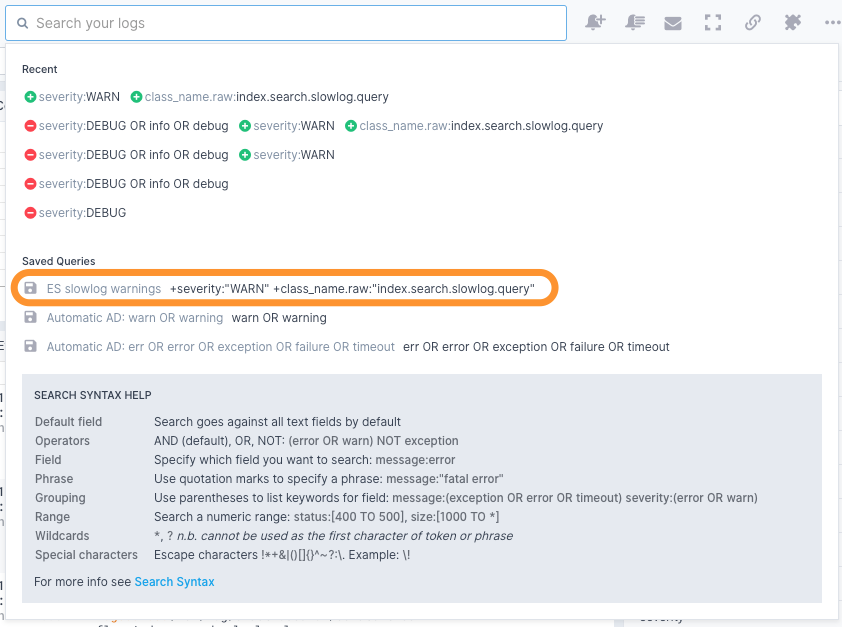 Search your logs
Recent
severity:WARN class_name.raw:index.search.slowlog.query
severity:DEBUG OR info OR debug severity:WARN class_name.raw:index.search.slowlog.query
severity:DEBUG OR info OR debug severity:WARN
severity:DEBUG OR info OR debug
severity:DEBUG
Saved Queries
ES slowlog warnings +severity:"WARN" +class_name.raw:"index.search.slowlog.query"
Automatic AD: warn OR warning warn OR warning
Automatic AD: err OR error OR exception OR failure OR timeout err OR error OR exception OR failure OR timeout
SEARCH SYNTAX HELP
Default field Search goes against all text fields by default
Operators AND (default), OR, NOT: (error OR warn) NOT exception
Field Specify which field you want to search: message:error
Phrase Use quotation marks to specify a phrase: message:"fatal error"
Grouping Use parentheses to list keywords for field: message:(exception OR error OR timeout) severity:(error OR warn)
Range Search a numeric range: status:[400 TO 500], size:[1000 TO *]
Wildcards *, ? n.b. cannot be used as the first character of token or phrase
Special characters Escape characters !*+&|()[]{}^~?:\. Example: \!
For more info see Search Syntax